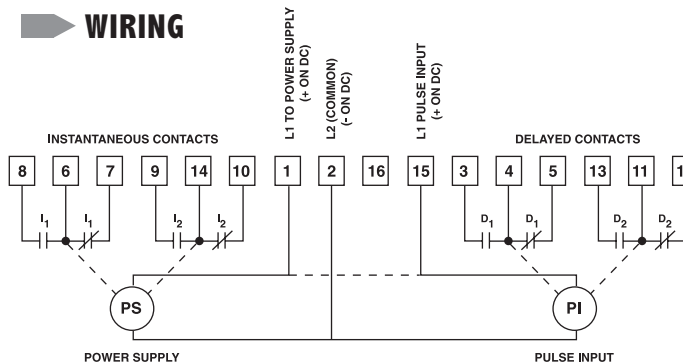 WIRING
L1 TO POWER SUPPLY
(+ ON DC)
L2 (COMMON)
(- ON DC)
L1 PULSE INPUT
(+ ON DC)
INSTANTANEOUS CONTACTS
DELAYED CONTACTS
8 6 7 9 14 10 1 2 16 15 3 4 5 13 11
I1 I1 I2 I2 D1 D1 D2 D2
PS PI
POWER SUPPLY PULSE INPUT